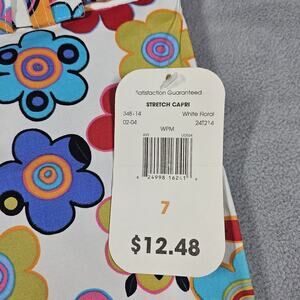 Satisfaction Guaranteed
STRETCH CAPRI
348-14 White Floral
02-04 24T214
WPM
7
$12.48